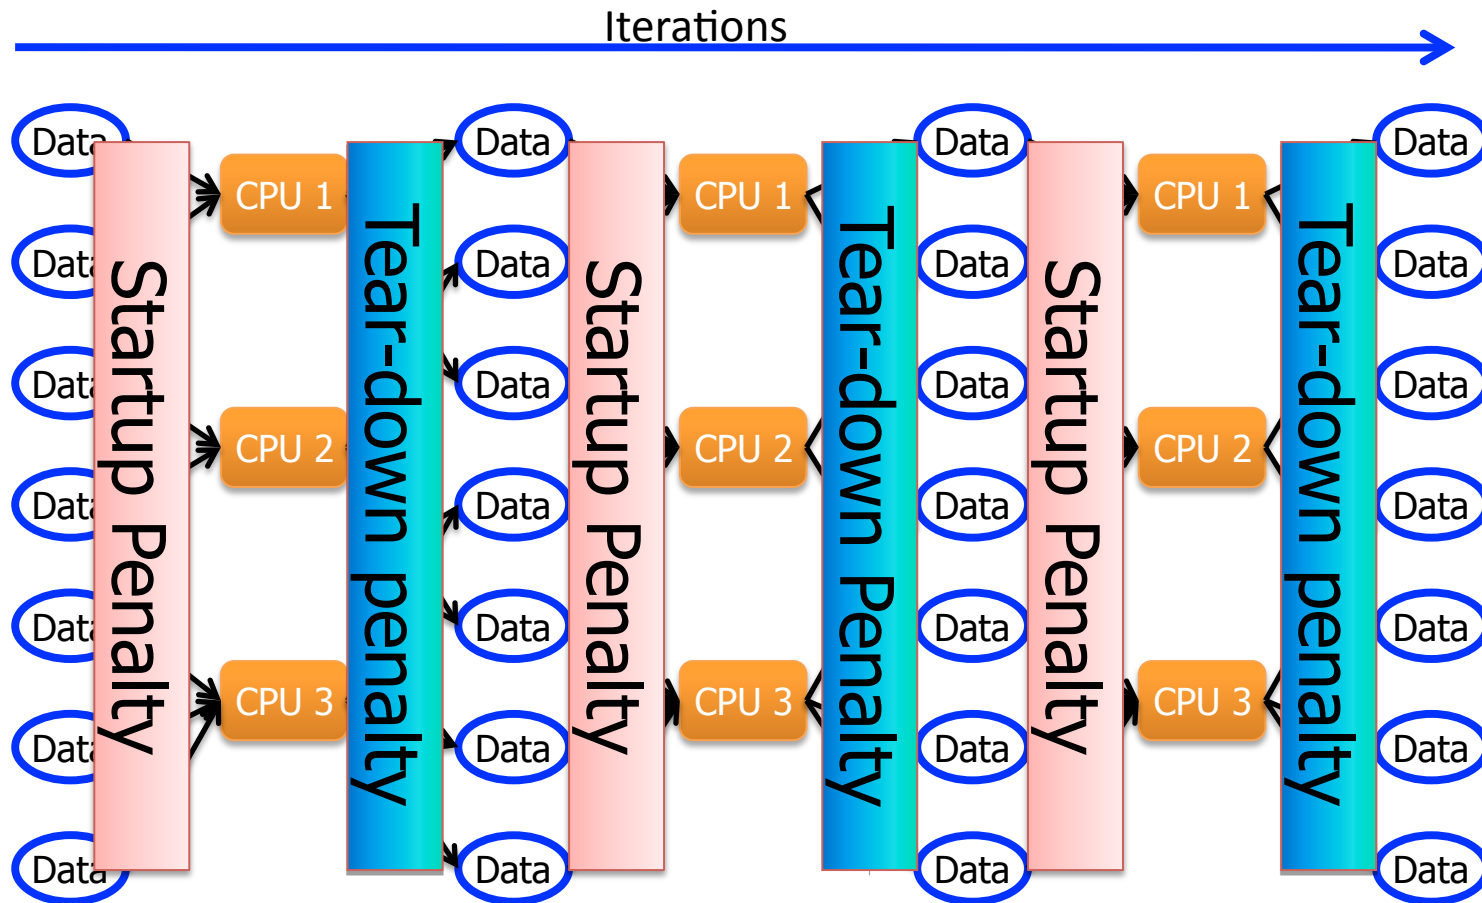 Iterations
Data
Data
Data
Data
Data
Data
Data
Startup Penalty
CPU 1
CPU 2
CPU 3
Tear-down penalty
Data
Data
Data
Data
Data
Data
Data
Startup Penalty
CPU 1
CPU 2
CPU 3
Tear-down Penalty
Data
Data
Data
Data
Data
Data
Data
Startup Penalty
CPU 1
CPU 2
CPU 3
Tear-down penalty
Data
Data
Data
Data
Data
Data
Data